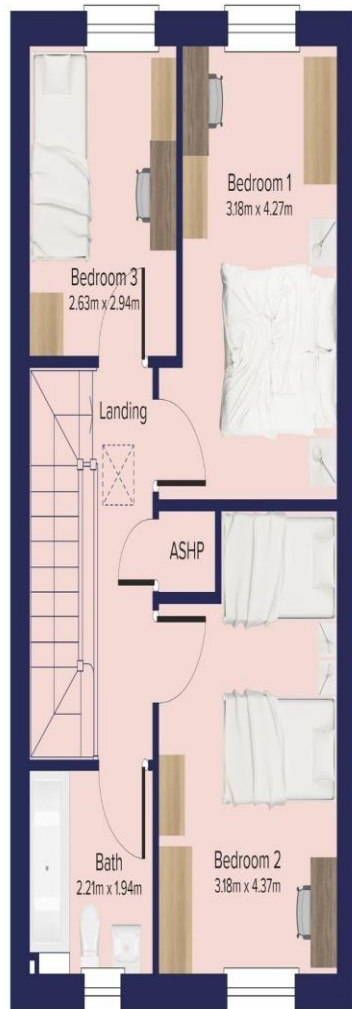 Bedroom 1
3.18m x 4.27m
Bedroom 3
2.63m x 2.94m
Landing
ASHP
Bath
2.21m x 1.94m
Bedroom 2
3.18m x 4.37m